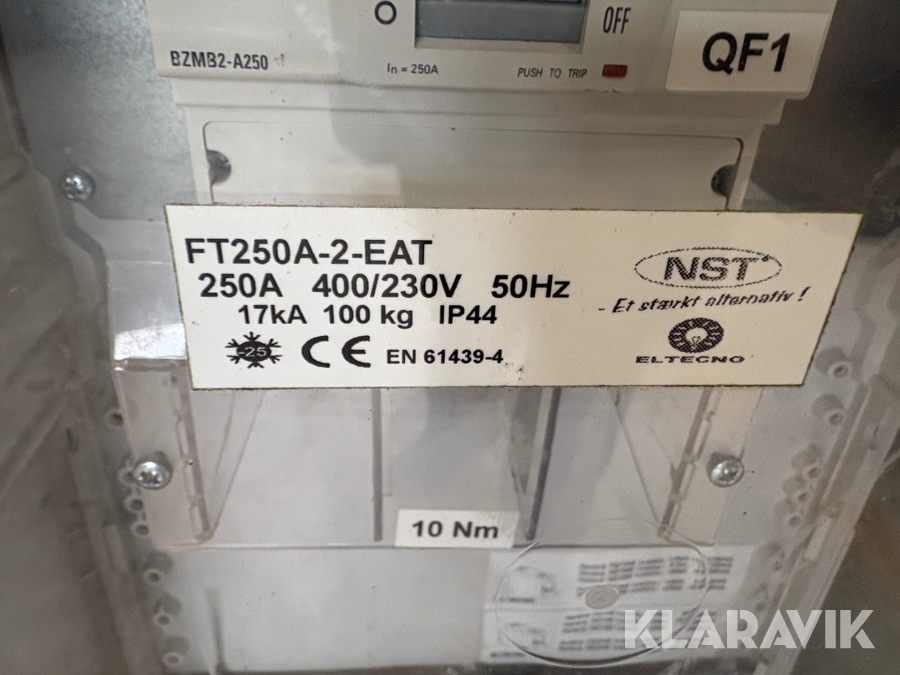 O
OFF
BZMB2-A250
In = 250A
PUSH TO TRIP
QF1
FT250A-2-EAT
250A 400/230V 50Hz
17kA 100 kg IP44
-25 CE EN 61439-4
NST
- Et stærkt alternativ !
ELTECNO
10 Nm
KLARAVIK